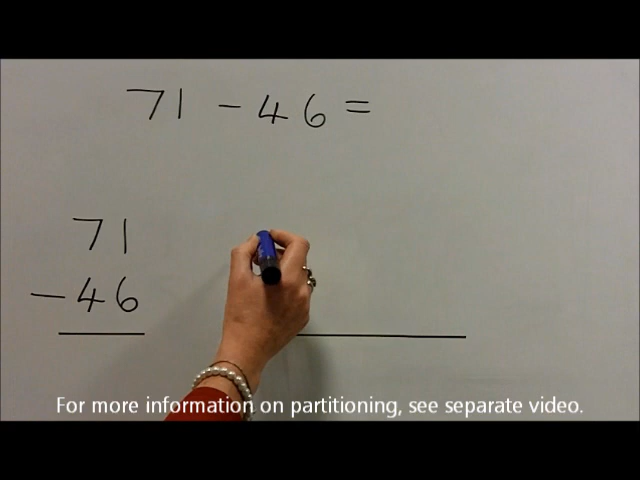 71 - 46 =
71
- 46
For more information on partitioning, see separate video.